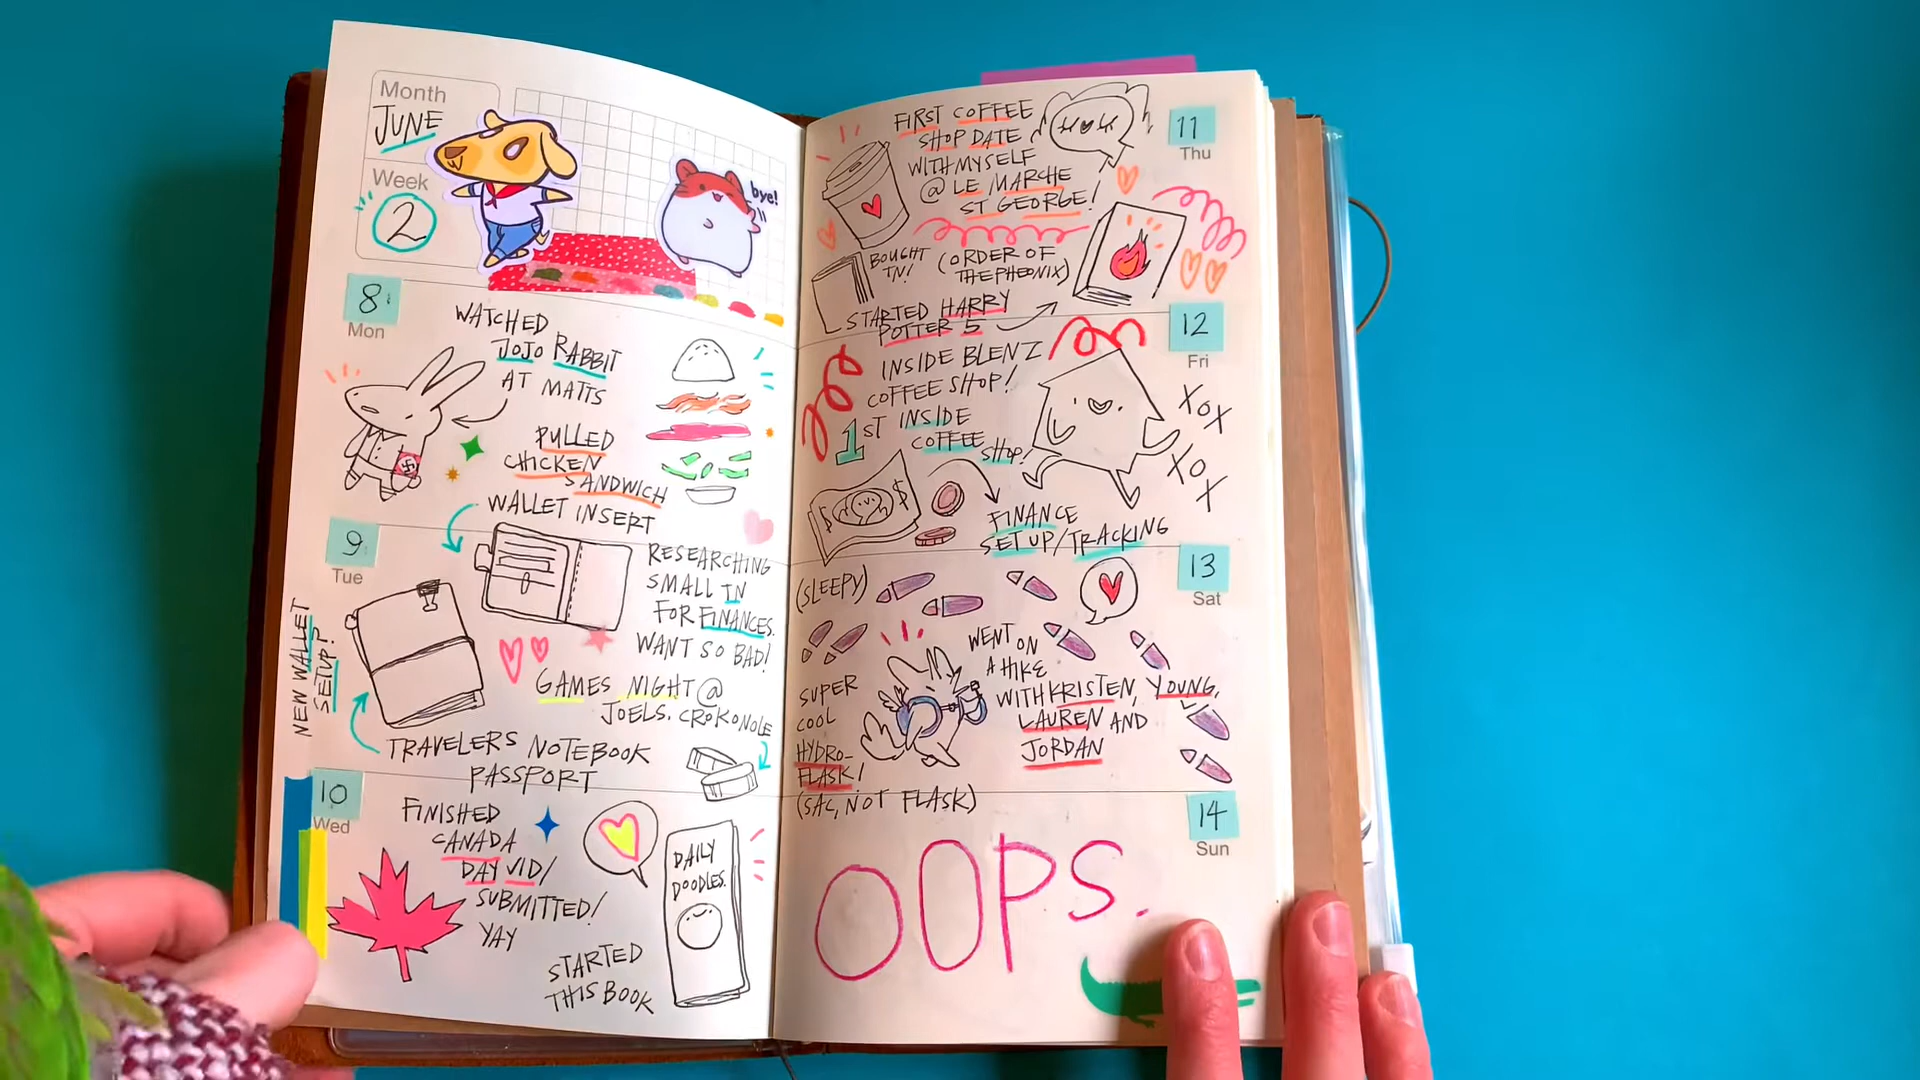 Month
JUNE
Week
2
bye!
8
Mon
WATCHED
JOJO RABBIT
AT MATTS
PULLED
CHICKEN
SANDWICH
WALLET INSERT
9
Tue
RESEARCHING
SMALL TN
FOR FINANCES.
WANT SO BAD!
NEW WALLET
SETUP!
GAMES NIGHT @
JOELS. CROKONOLE
TRAVELERS NOTEBOOK
PASSPORT
10
Wed
FINISHED
CANADA
DAY VID/
SUBMITTED/
YAY
DAILY
DOODLES.
STARTED
THIS BOOK
FIRST COFFEE
SHOP DATE
WITH MYSELF
@ LE MARCHE
ST GEORGE!
11
Thu
BOUGHT
TN!
(ORDER OF
THE PHEONIX)
STARTED HARRY
POTTER 5
12
Fri
INSIDE BLENZ
COFFEE SHOP!
1ST INSIDE
COFFEE
SHOP!
XOX
XO
X
$ $
FINANCE
SETUP/TRACKING
13
Sat
(SLEEPY)
WENT ON
A HIKE
WITH KRISTEN, YOUNG,
LAUREN AND
JORDAN
SUPER
COOL
HYDRO-
FLASK!
(SAC, NOT FLASK)
14
Sun
OOPS.